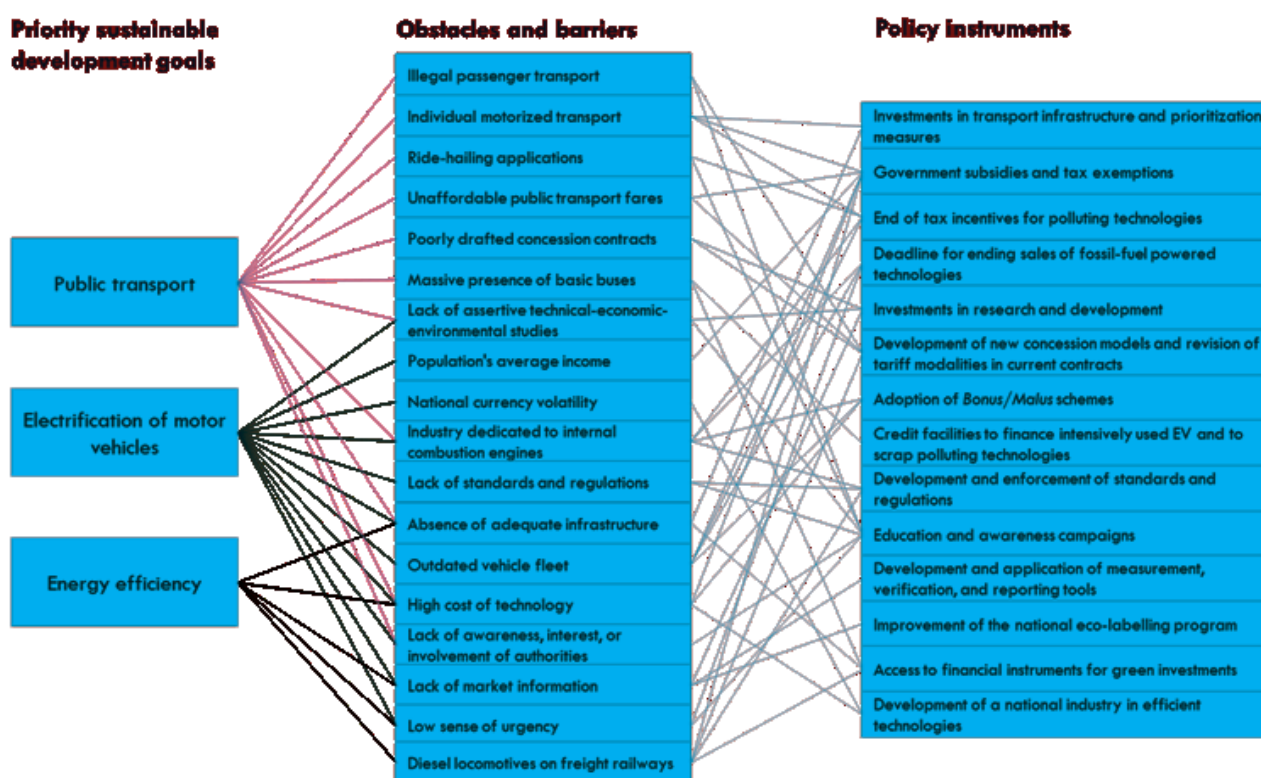 Priority sustainable
development goals
Obstacles and barriers
Policy instruments
Public transport
Electrification of motor
vehicles
Energy efficiency
Illegal passenger transport
Individual motorized transport
Ride-hailing applications
Unaffordable public transport fares
Poorly drafted concession contracts
Massive presence of basic buses
Lack of assertive technical-economic-
environmental studies
Population's average income
National currency volatility
Industry dedicated to internal
combustion engines
Lack of standards and regulations
Absence of adequate infrastructure
Outdated vehicle fleet
High cost of technology
Lack of awareness, interest, or
involvement of authorities
Lack of market information
Low sense of urgency
Diesel locomotives on freight railways
Investments in transport infrastructure and prioritization
measures
Government subsidies and tax exemptions
End of tax incentives for polluting technologies
Deadline for ending sales of fossil-fuel powered
technologies
Investments in research and development
Development of new concession models and revision of
tariff modalities in current contracts
Adoption of Bonus/Malus schemes
Credit facilities to finance intensively used EV and to
scrap polluting technologies
Development and enforcement of standards and
regulations
Education and awareness campaigns
Development and application of measurement,
verification, and reporting tools
Improvement of the national eco-labelling program
Access to financial instruments for green investments
Development of a national industry in efficient
technologies